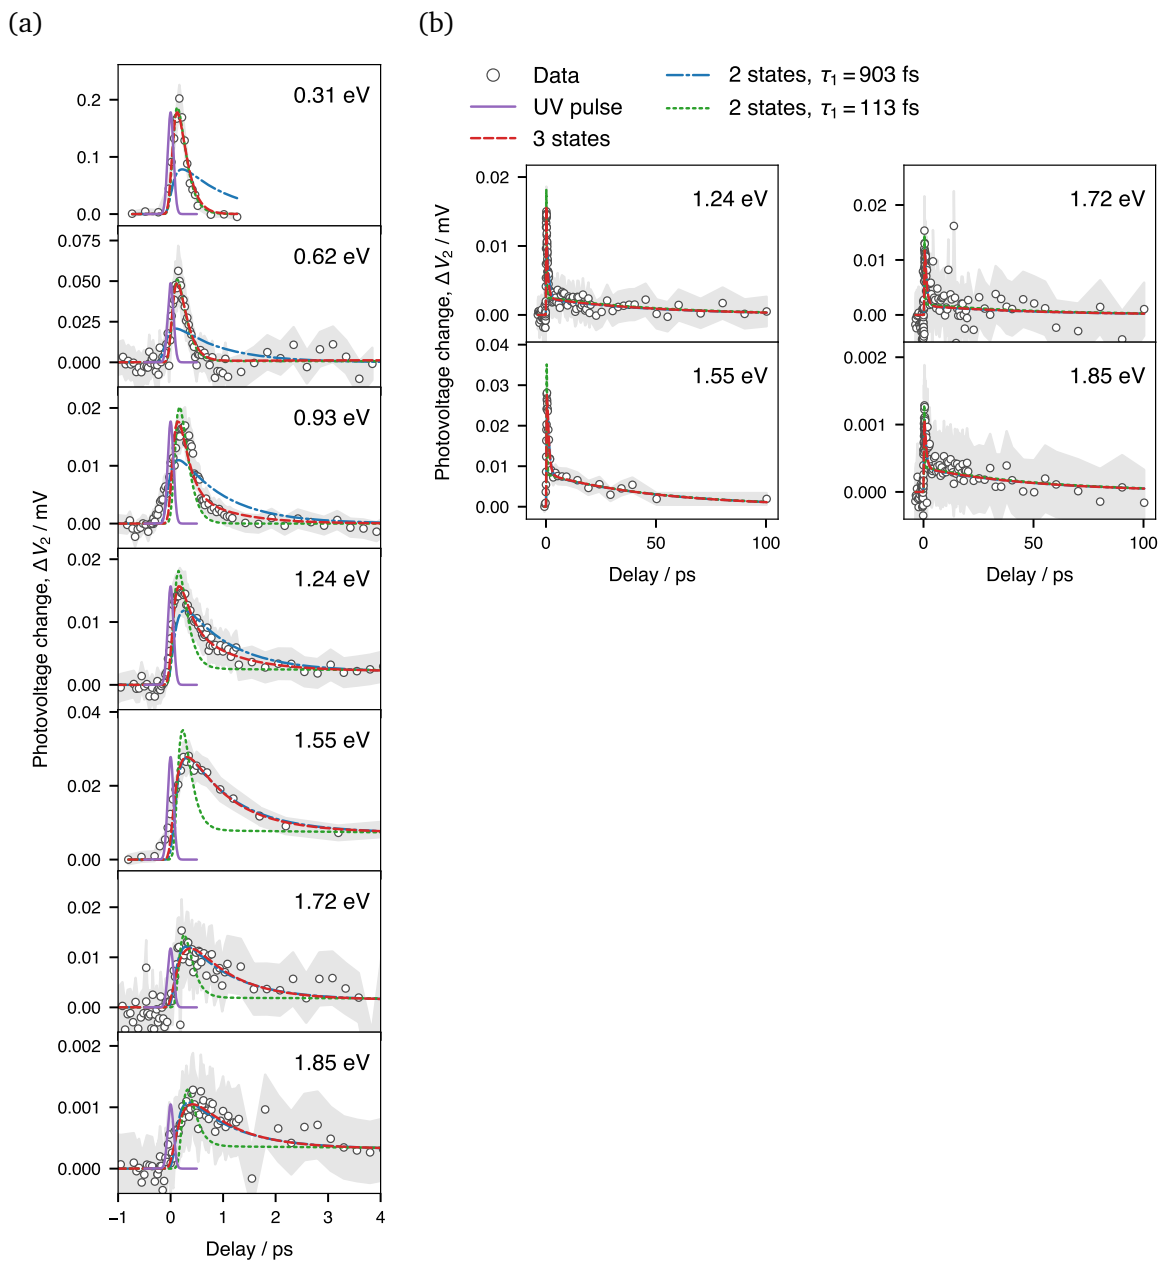 (a)
0.31 eV
0.2
0.1
0.0
0.62 eV
0.075
0.050
0.025
0.000
0.93 eV
0.02
0.01
0.00
1.24 eV
0.02
0.01
0.00
1.55 eV
0.04
0.02
0.00
1.72 eV
0.02
0.01
0.00
1.85 eV
0.002
0.001
0.000
−1 0 1 2 3 4
Delay / ps
Photovoltage change, ΔV₂ / mV
(b)
Data
UV pulse
3 states
2 states, τ₁ = 903 fs
2 states, τ₁ = 113 fs
1.24 eV
0.02
0.01
0.00
1.55 eV
0.04
0.03
0.02
0.01
0.00
0 50 100
Delay / ps
Photovoltage change, ΔV₂ / mV
1.72 eV
0.02
0.01
0.00
1.85 eV
0.002
0.001
0.000
0 50 100
Delay / ps